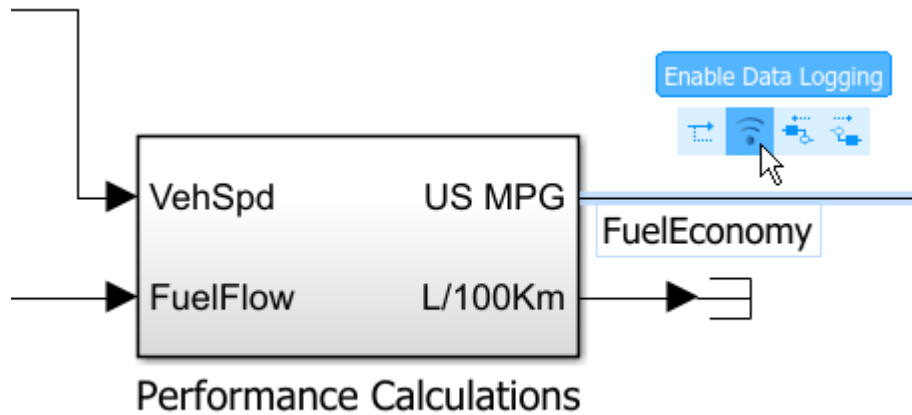 Enable Data Logging
VehSpd US MPG
FuelEconomy
FuelFlow L/100Km
Performance Calculations